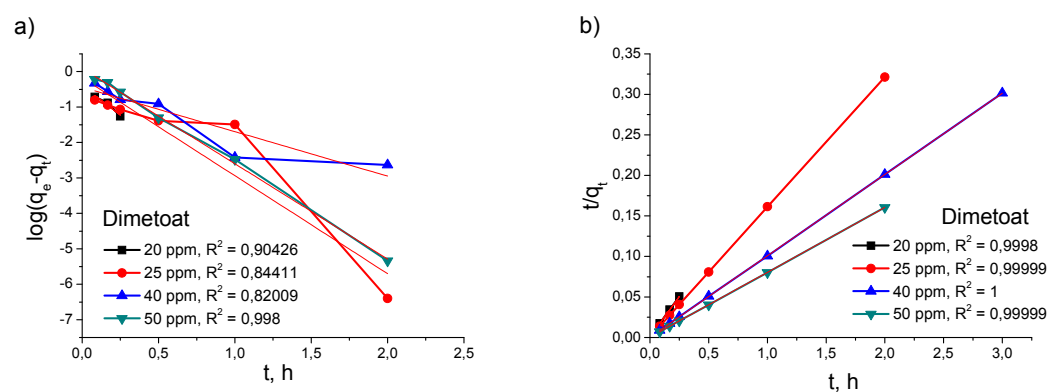 a)
log(qe-qt)
0
-1
-2
-3
-4
-5
-6
-7
Dimetoat
20 ppm, R² = 0,90426
25 ppm, R² = 0,84411
40 ppm, R² = 0,82009
50 ppm, R² = 0,998
0,0 0,5 1,0 1,5 2,0 2,5
t, h
b)
t/qt
0,35
0,30
0,25
0,20
0,15
0,10
0,05
0,00
Dimetoat
20 ppm, R² = 0,9998
25 ppm, R² = 0,99999
40 ppm, R² = 1
50 ppm, R² = 0,99999
0,0 0,5 1,0 1,5 2,0 2,5 3,0
t, h